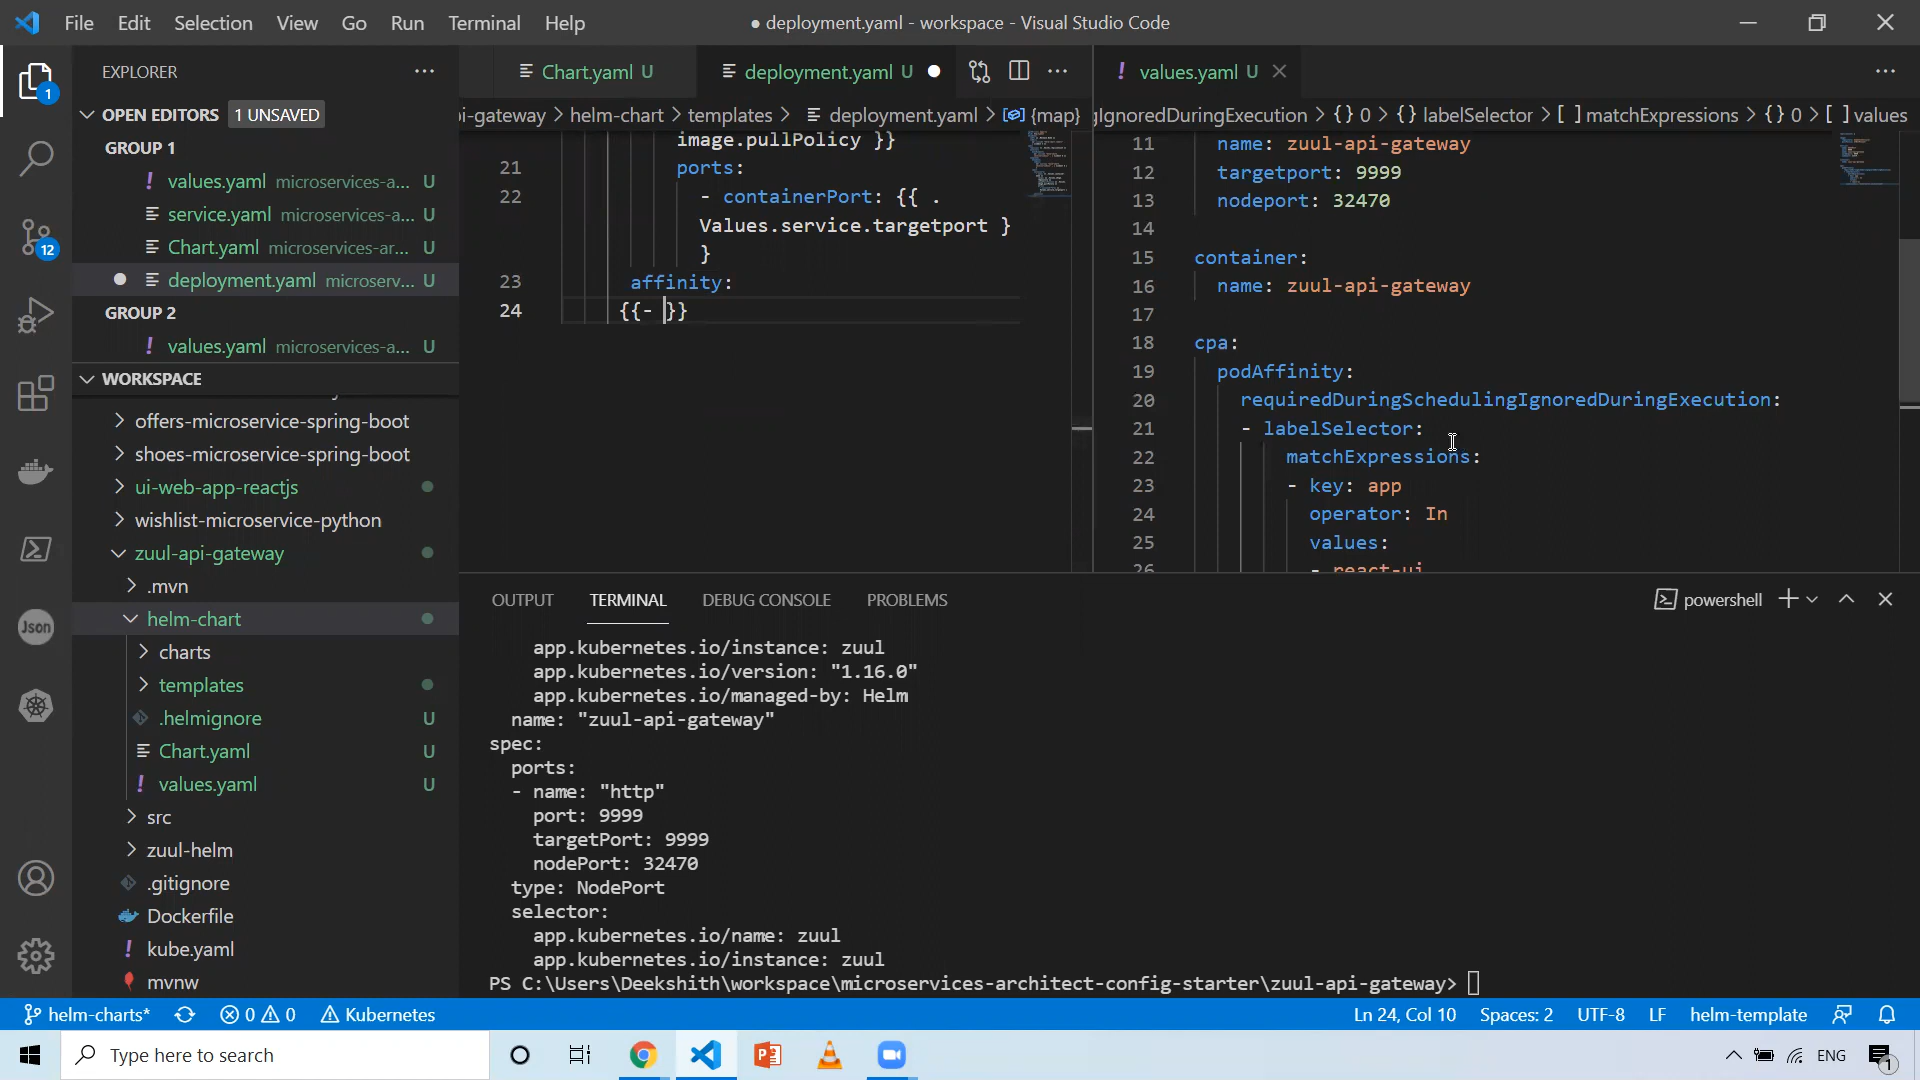 File Edit Selection View Go Run Terminal Help
● deployment.yaml - workspace - Visual Studio Code
EXPLORER
OPEN EDITORS 1 UNSAVED
GROUP 1
values.yaml microservices-a... U
service.yaml microservices-a... U
Chart.yaml microservices-ar... U
deployment.yaml microserv... U
GROUP 2
values.yaml microservices-a... U
WORKSPACE
offers-microservice-spring-boot
shoes-microservice-spring-boot
ui-web-app-reactjs
wishlist-microservice-python
zuul-api-gateway
.mvn
helm-chart
charts
templates
.helmignore U
Chart.yaml U
values.yaml U
src
zuul-helm
.gitignore
Dockerfile
kube.yaml
mvnw
1
12
Json
Chart.yaml U deployment.yaml U
pi-gateway > helm-chart > templates > deployment.yaml > {map}
image.pullPolicy }}
21 ports:
22 - containerPort: {{ .
Values.service.targetport }
}
23 affinity:
24 {{- }}
values.yaml U
gIgnoredDuringExecution > {} 0 > {} labelSelector > [ ] matchExpressions > {} 0 > [ ] values
11 name: zuul-api-gateway
12 targetport: 9999
13 nodeport: 32470
14
15 container:
16 name: zuul-api-gateway
17
18 cpa:
19 podAffinity:
20 requiredDuringSchedulingIgnoredDuringExecution:
21 - labelSelector:
22 matchExpressions:
23 - key: app
24 operator: In
25 values:
26 - react-ui
OUTPUT TERMINAL DEBUG CONSOLE PROBLEMS
powershell
app.kubernetes.io/instance: zuul
app.kubernetes.io/version: "1.16.0"
app.kubernetes.io/managed-by: Helm
name: "zuul-api-gateway"
spec:
ports:
- name: "http"
port: 9999
targetPort: 9999
nodePort: 32470
type: NodePort
selector:
app.kubernetes.io/name: zuul
app.kubernetes.io/instance: zuul
PS C:\Users\Deekshith\workspace\microservices-architect-config-starter\zuul-api-gateway>
helm-charts* 0 0 Kubernetes
Ln 24, Col 10 Spaces: 2 UTF-8 LF helm-template
Type here to search
ENG
1